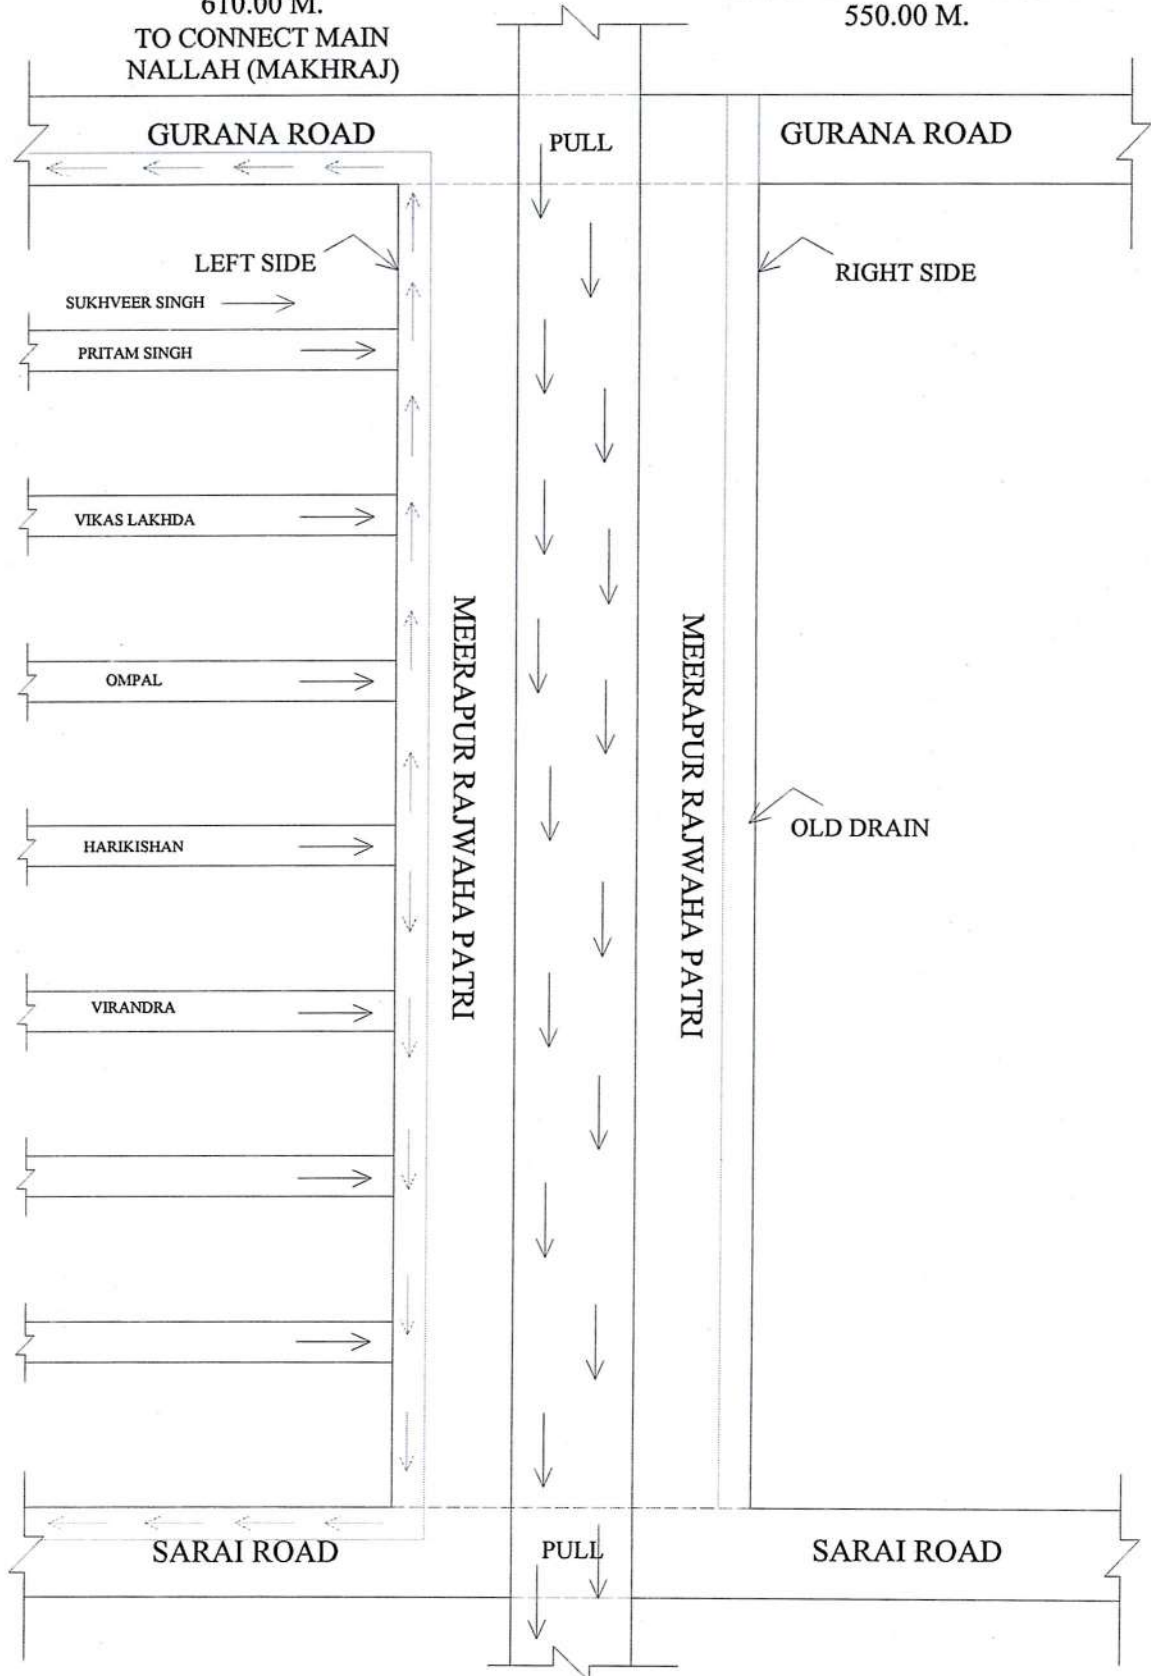 610.00 M.
TO CONNECT MAIN
NALLAH (MAKHRAJ)
550.00 M.
GURANA ROAD
PULL
GURANA ROAD
LEFT SIDE
RIGHT SIDE
SUKHVEER SINGH
PRITAM SINGH
VIKAS LAKHDA
OMPAL
HARIKISHAN
VIRANDRA
MEERAPUR RAJWAHA PATRI
MEERAPUR RAJWAHA PATRI
OLD DRAIN
SARAI ROAD
PULL
SARAI ROAD